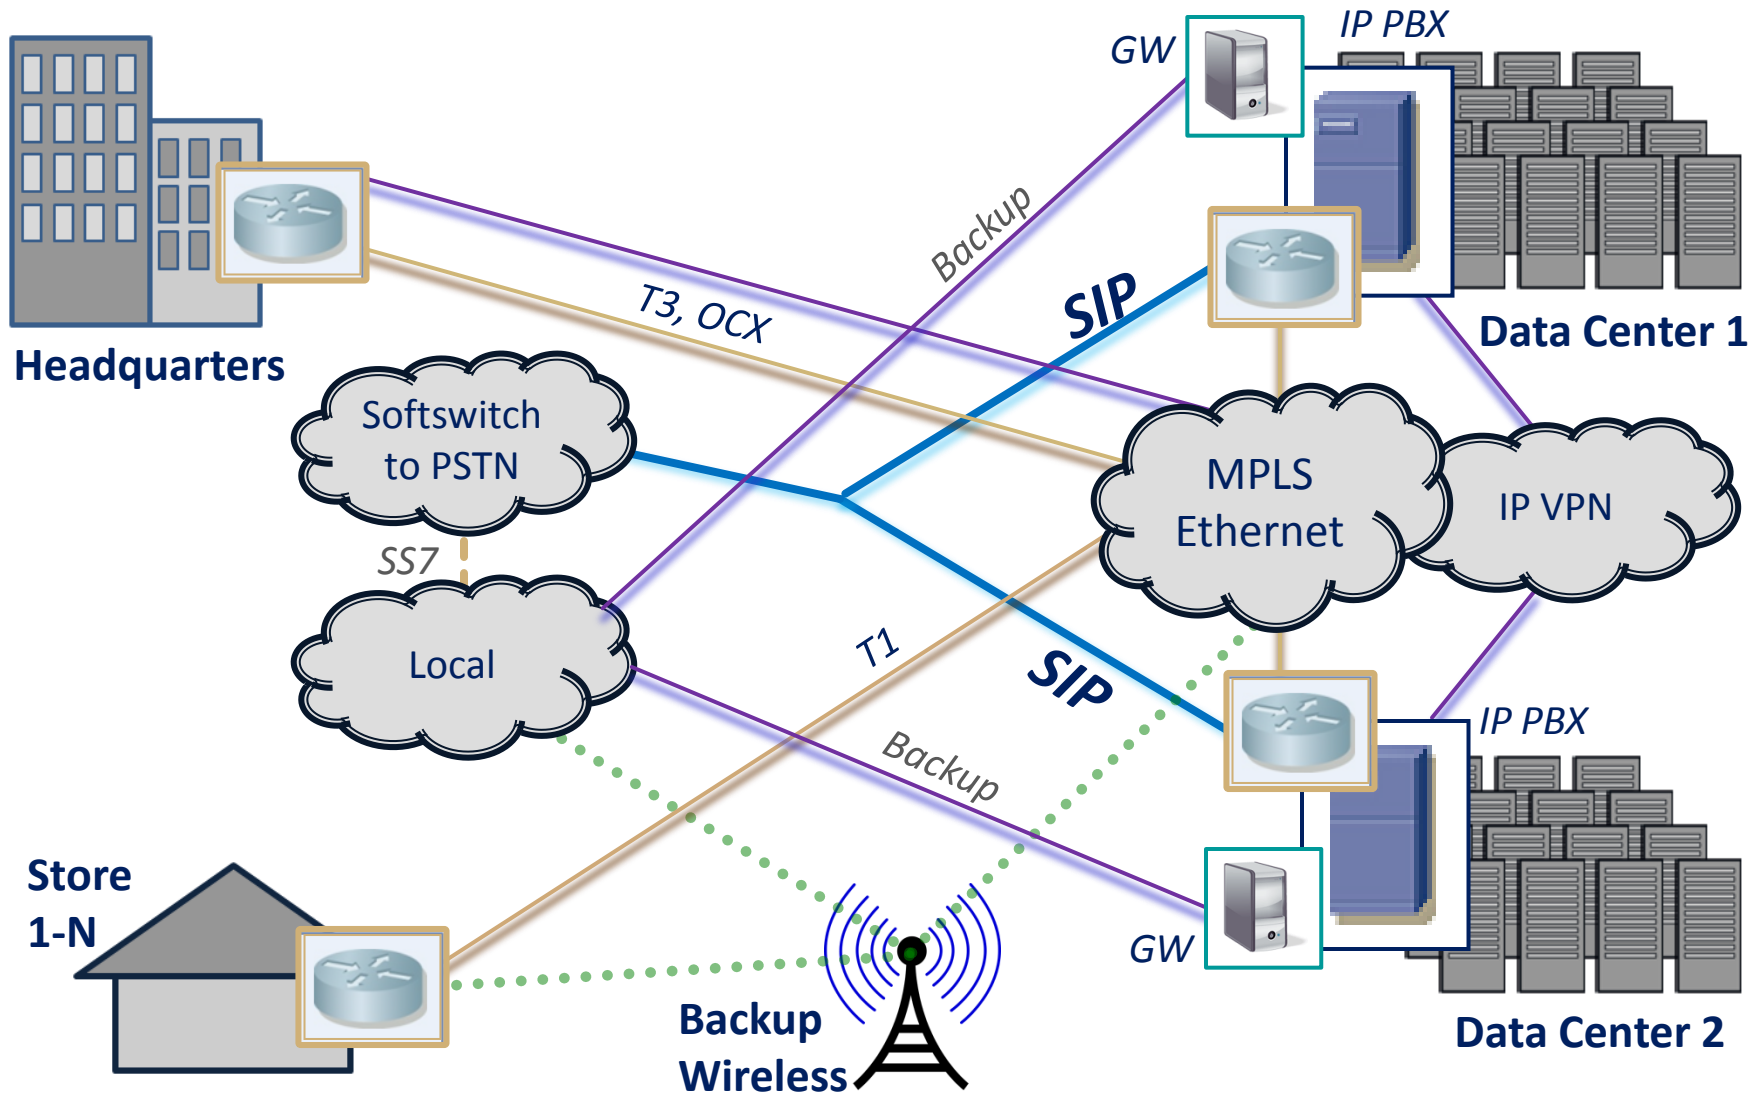 IP PBX
GW
Backup
SIP
T3, OCX
Data Center 1
Headquarters
Softswitch
to PSTN
MPLS
Ethernet
IP VPN
SS7
Local
T1
SIP
IP PBX
Backup
Store
1-N
GW
Backup
Wireless
Data Center 2